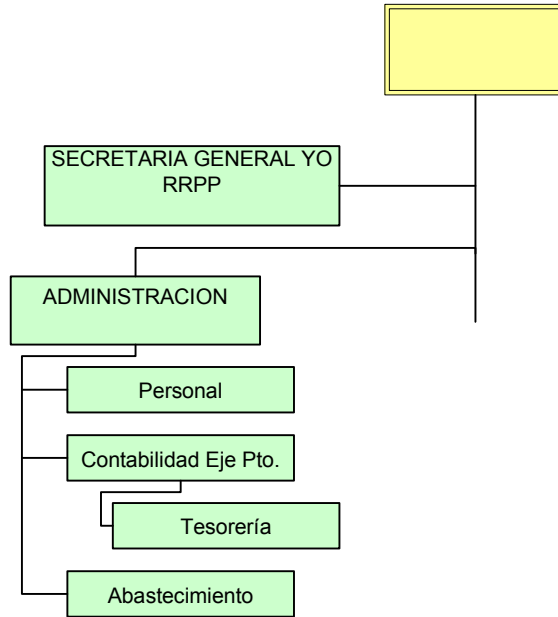 SECRETARIA GENERAL YO
RRPP
ADMINISTRACION
Personal
Contabilidad Eje Pto.
Tesorería
Abastecimiento